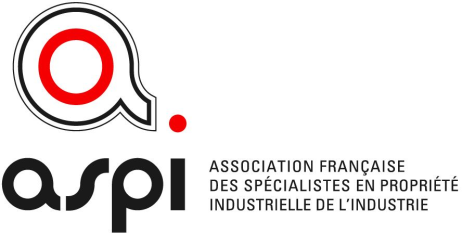 aspi
ASSOCIATION FRANÇAISE
DES SPÉCIALISTES EN PROPRIÉTÉ
INDUSTRIELLE DE L'INDUSTRIE